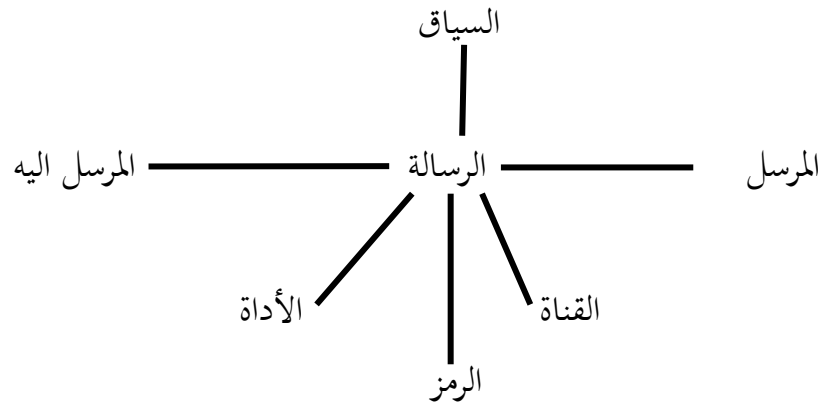 السياق
المرسل الرسالة المرسل اليه
القناة الأداة
الرمز